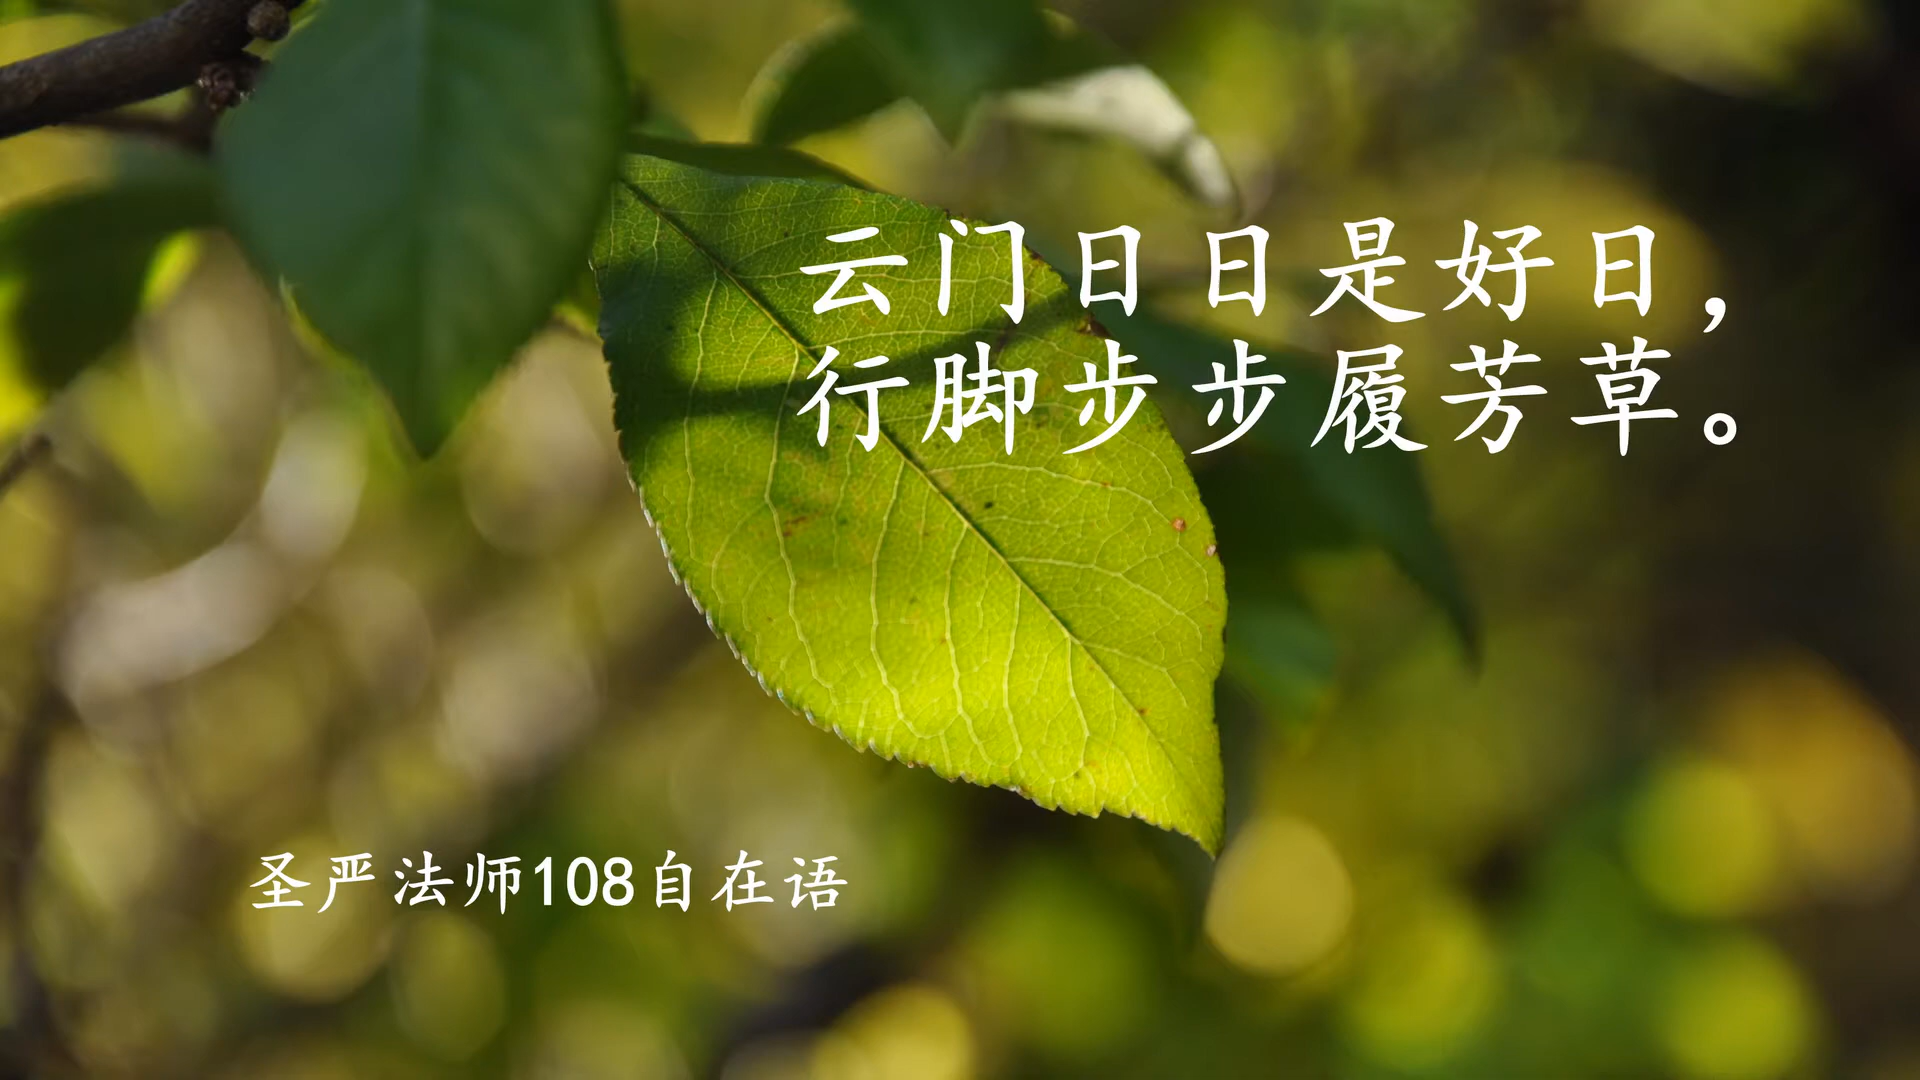 云门日日是好日，
行脚步步履芳草。
圣严法师108自在语